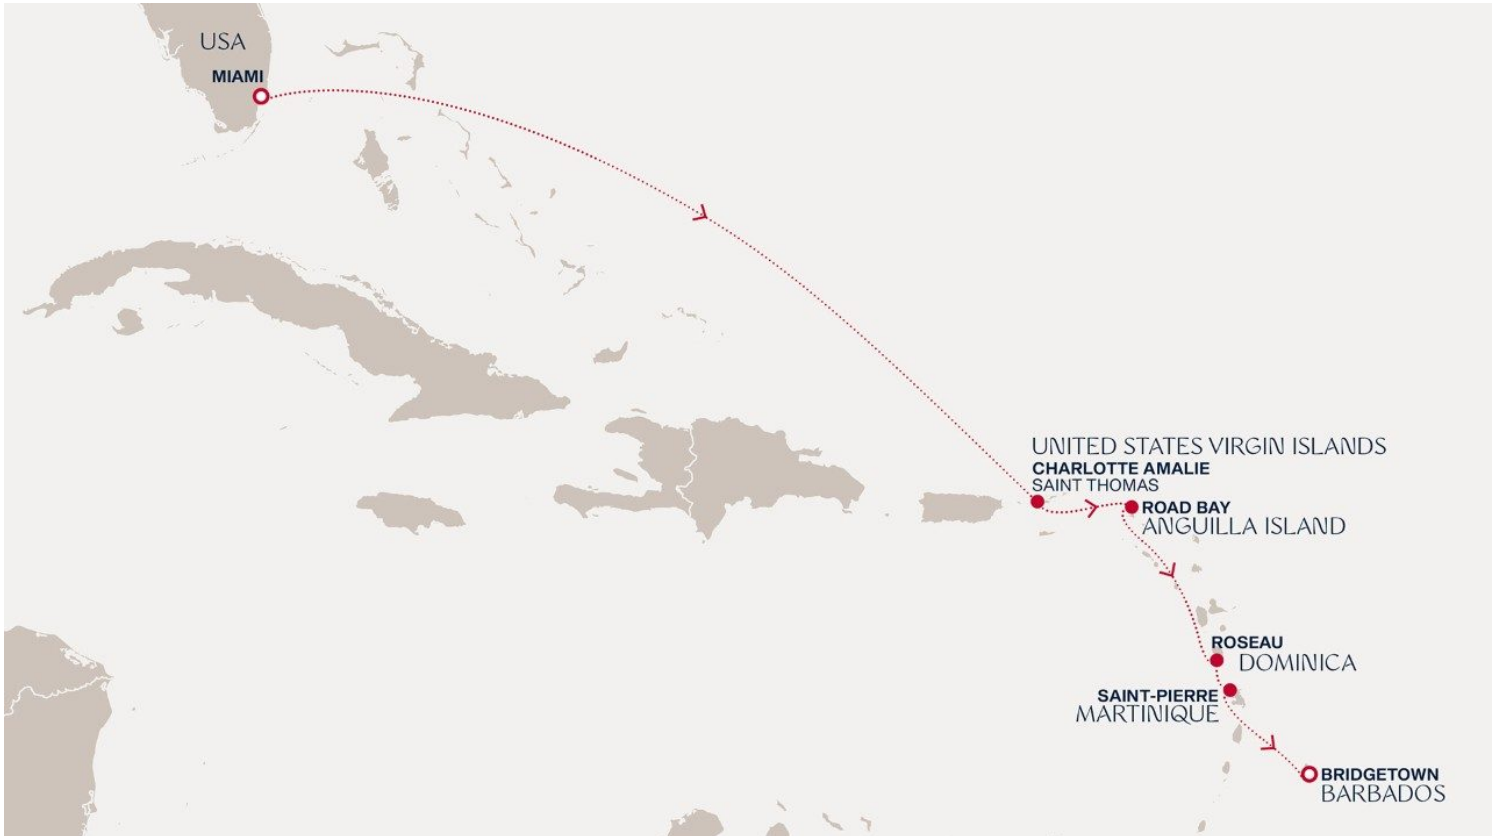 USA
MIAMI
UNITED STATES VIRGIN ISLANDS
CHARLOTTE AMALIE
SAINT THOMAS
ROAD BAY
ANGUILLA ISLAND
ROSEAU
DOMINICA
SAINT-PIERRE
MARTINIQUE
BRIDGETOWN
BARBADOS